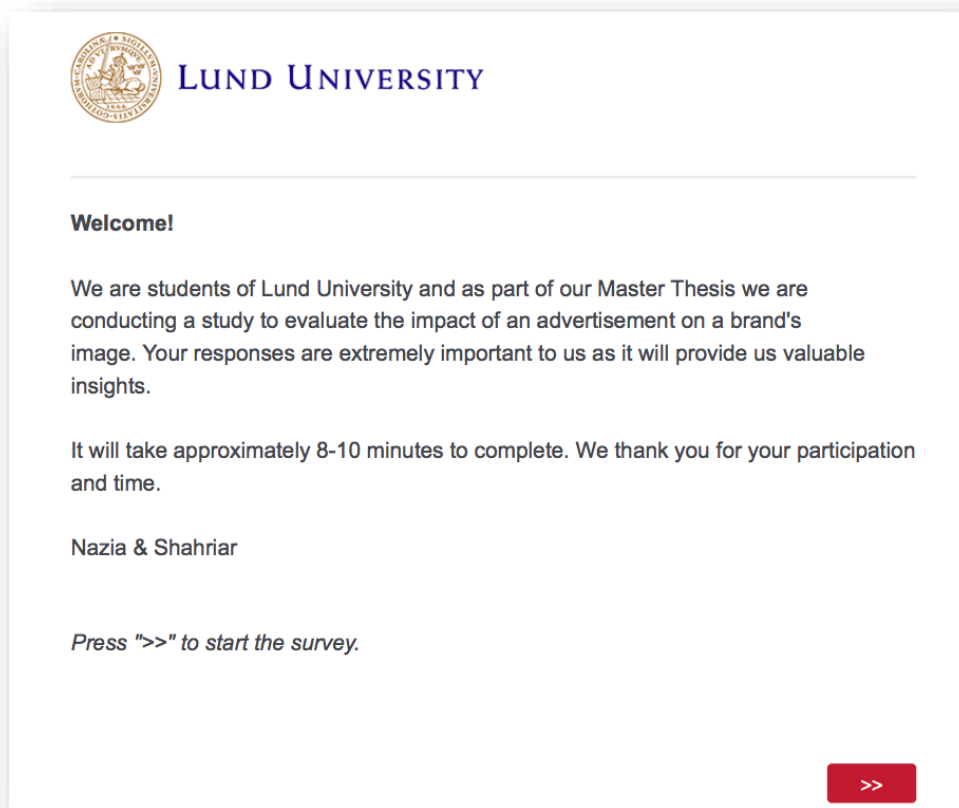 LUND UNIVERSITY
Welcome!
We are students of Lund University and as part of our Master Thesis we are
conducting a study to evaluate the impact of an advertisement on a brand's
image. Your responses are extremely important to us as it will provide us valuable
insights.
It will take approximately 8-10 minutes to complete. We thank you for your participation
and time.
Nazia & Shahriar
Press ">>" to start the survey.
>>